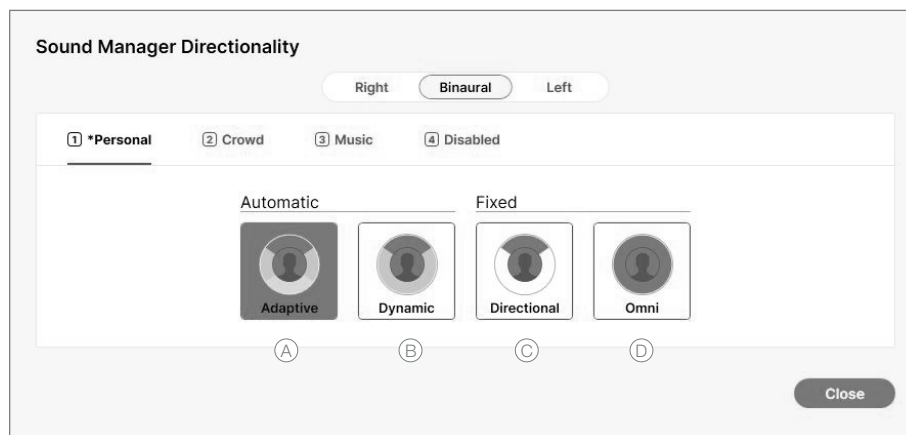 Sound Manager Directionality
Right Binaural Left
1 *Personal 2 Crowd 3 Music 4 Disabled
Automatic Fixed
Adaptive Dynamic Directional Omni
A B C D
Close